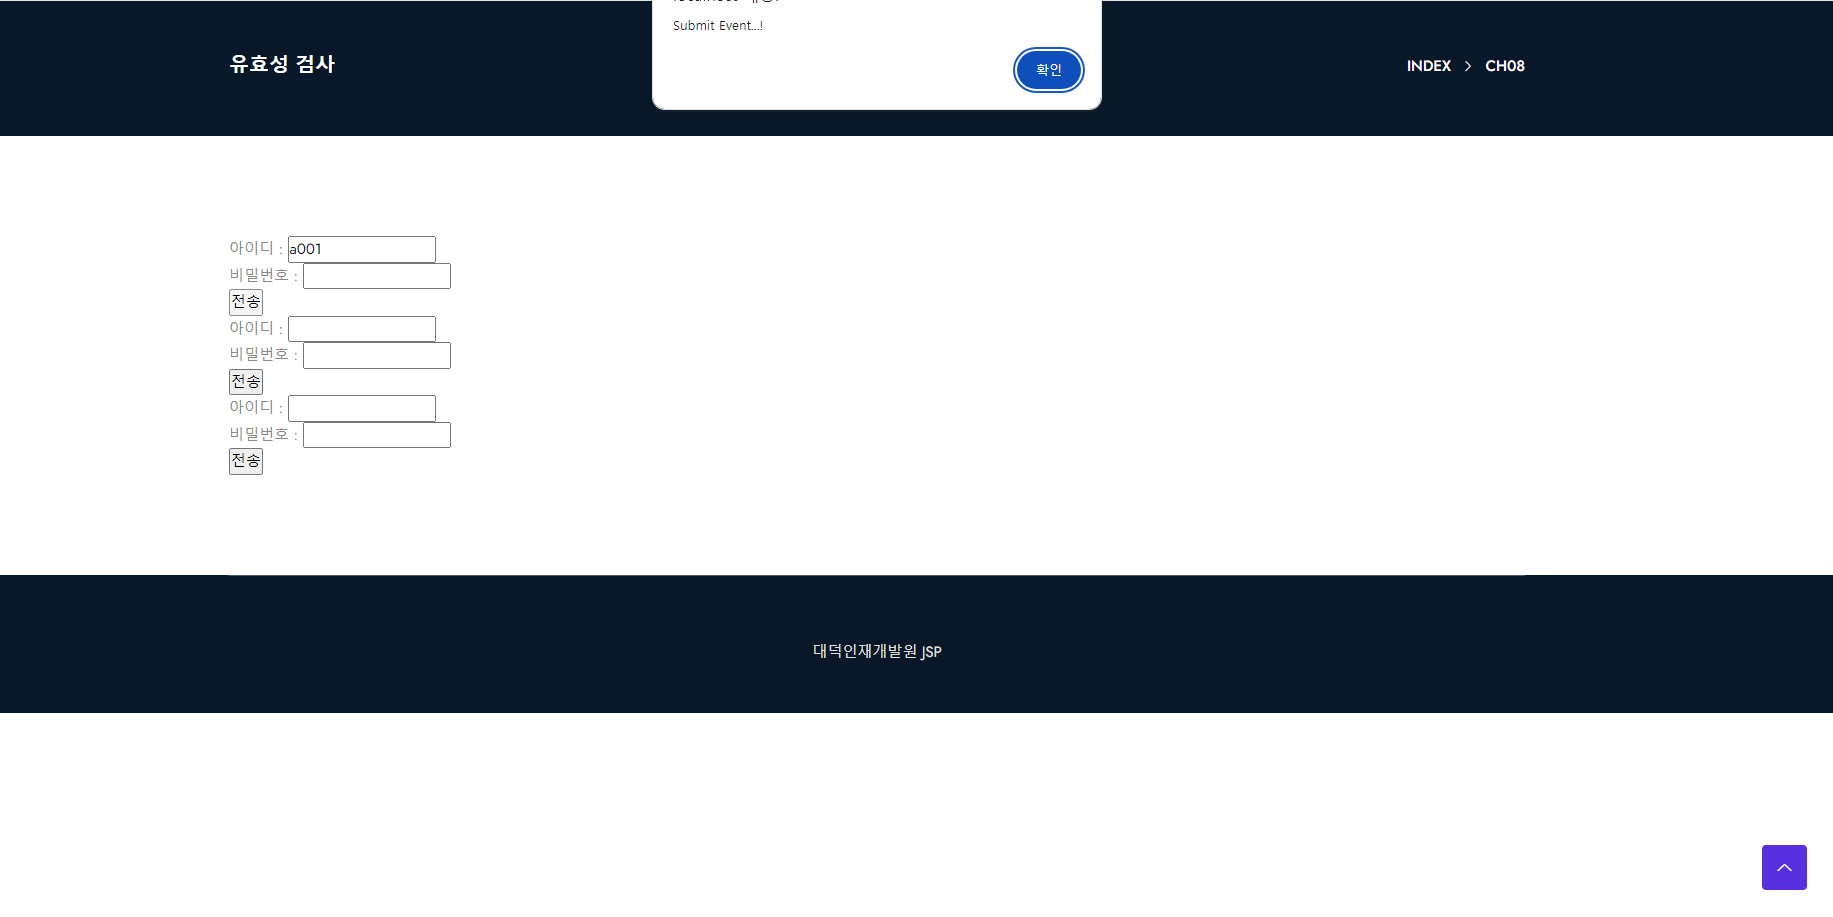 Submit Event...!
확인
유효성 검사
INDEX > CH08
아이디 : a001
비밀번호 :
전송
아이디 :
비밀번호 :
전송
아이디 :
비밀번호 :
전송
대덕인재개발원 JSP